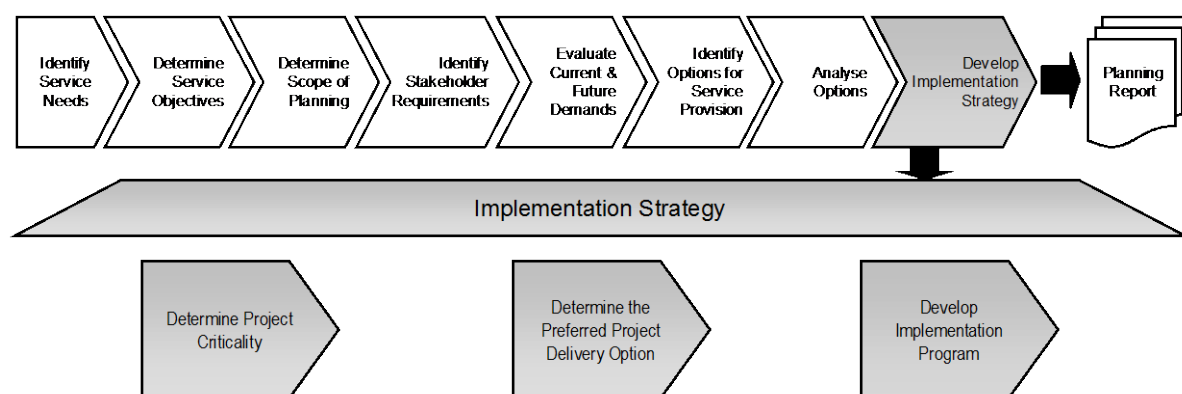 Identify
Service
Needs
Determine
Service
Objectives
Determine
Scope of
Planning
Identify
Stakeholder
Requirements
Evaluate
Current &
Future
Demands
Identify
Options for
Service
Provision
Analyse
Options
Develop
Implementation
Strategy
Planning
Report
Implementation Strategy
Determine Project
Criticality
Determine the
Preferred Project
Delivery Option
Develop
Implementation
Program